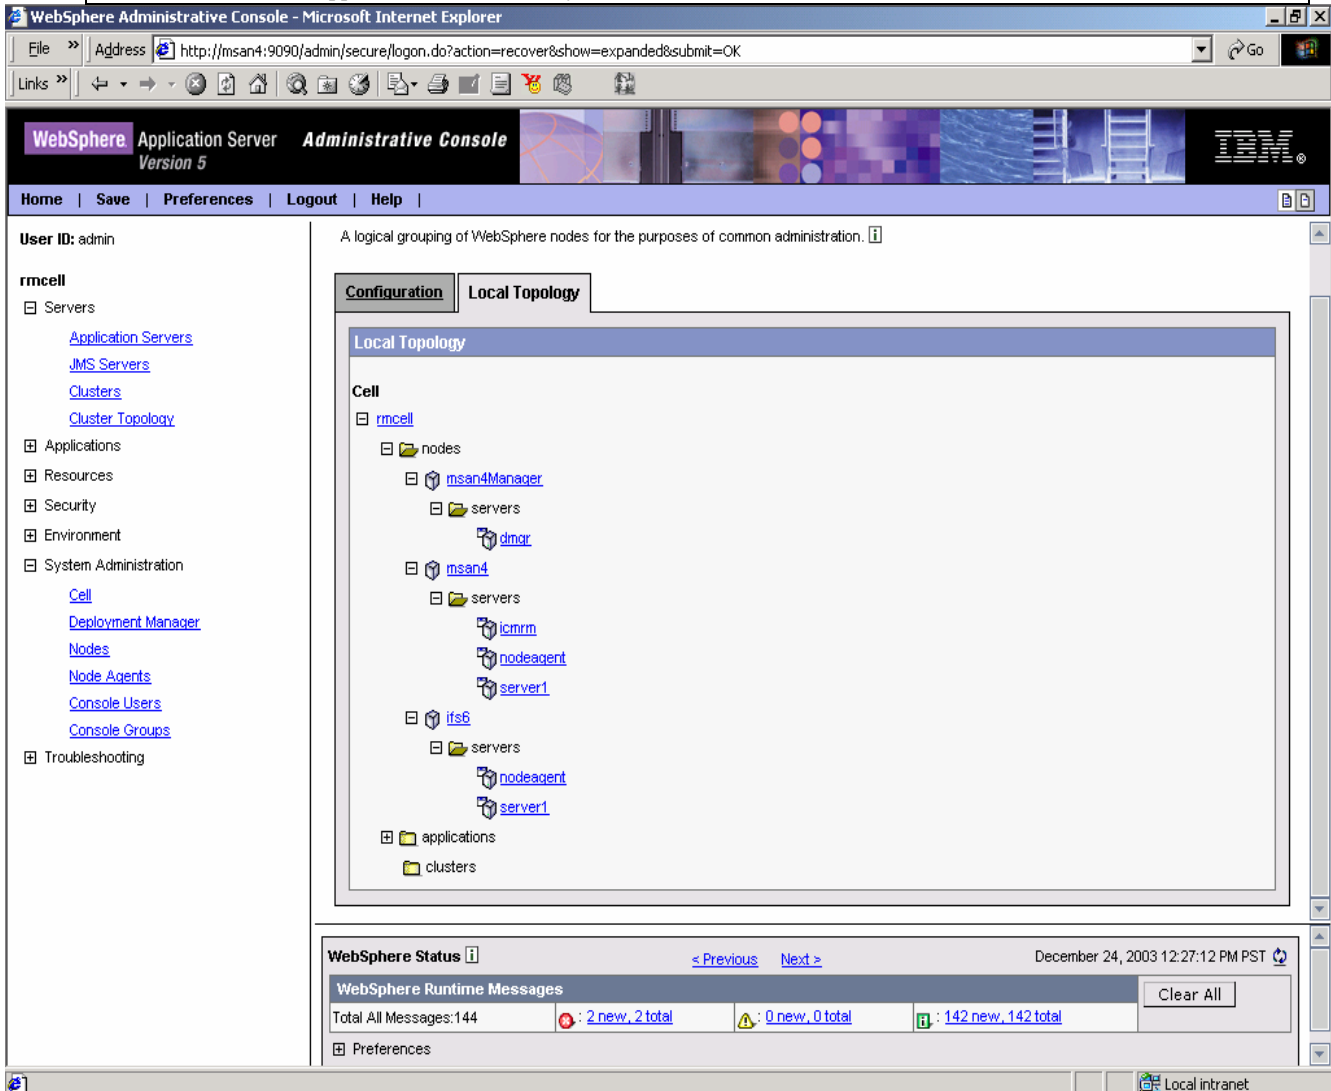 WebSphere Administrative Console - Microsoft Internet Explorer
File » Address http://msan4:9090/admin/secure/logon.do?action=recover&show=expanded&submit=OK Go
Links »
WebSphere Application Server Administrative Console
Version 5
IBM®
Home | Save | Preferences | Logout | Help |
User ID: admin
rmcell
Servers
Application Servers
JMS Servers
Clusters
Cluster Topology
Applications
Resources
Security
Environment
System Administration
Cell
Deployment Manager
Nodes
Node Agents
Console Users
Console Groups
Troubleshooting
A logical grouping of WebSphere nodes for the purposes of common administration. i
Configuration Local Topology
Local Topology
Cell
rmcell
nodes
msan4Manager
servers
dmgr
msan4
servers
icmrm
nodeagent
server1
ifs6
servers
nodeagent
server1
applications
clusters
WebSphere Status i < Previous Next > December 24, 2003 12:27:12 PM PST
WebSphere Runtime Messages
Clear All
Total All Messages:144 : 2 new, 2 total : 0 new, 0 total : 142 new, 142 total
Preferences
Local intranet